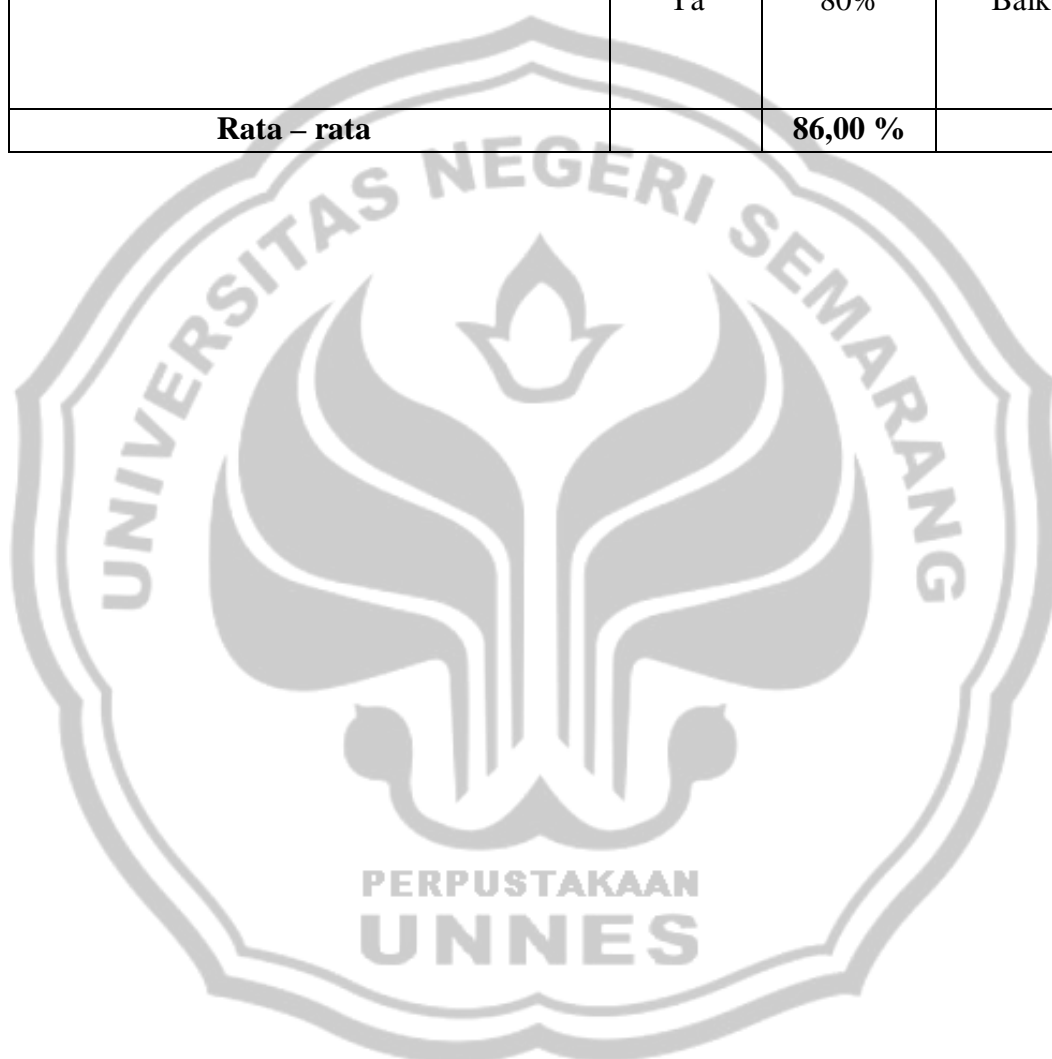 Ya 80% Baik
Rata – rata 86,00 %
UNIVERSITAS NEGERI SEMARANG
PERPUSTAKAAN
UNNES